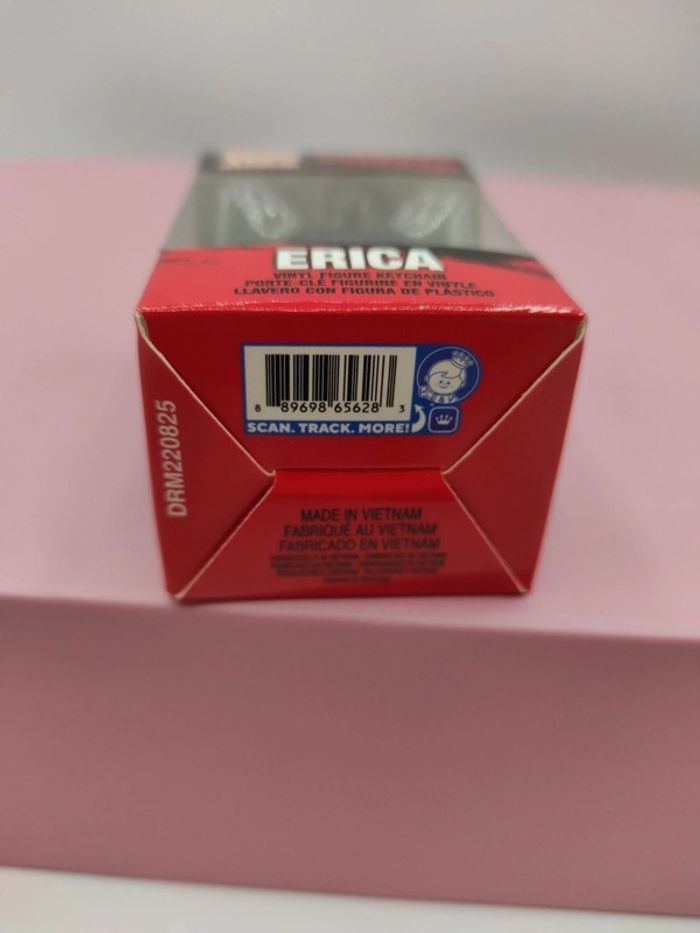 ERICA
VINYL FIGURE KEYCHAIN
PORTE-CLÉ FIGURINE EN VINYLE
LLAVERO CON FIGURA DE PLÁSTICO
8 89698 65628 3
SCAN. TRACK. MORE!
DRM220825
MADE IN VIETNAM
FABRIQUÉ AU VIETNAM
FABRICADO EN VIETNAM